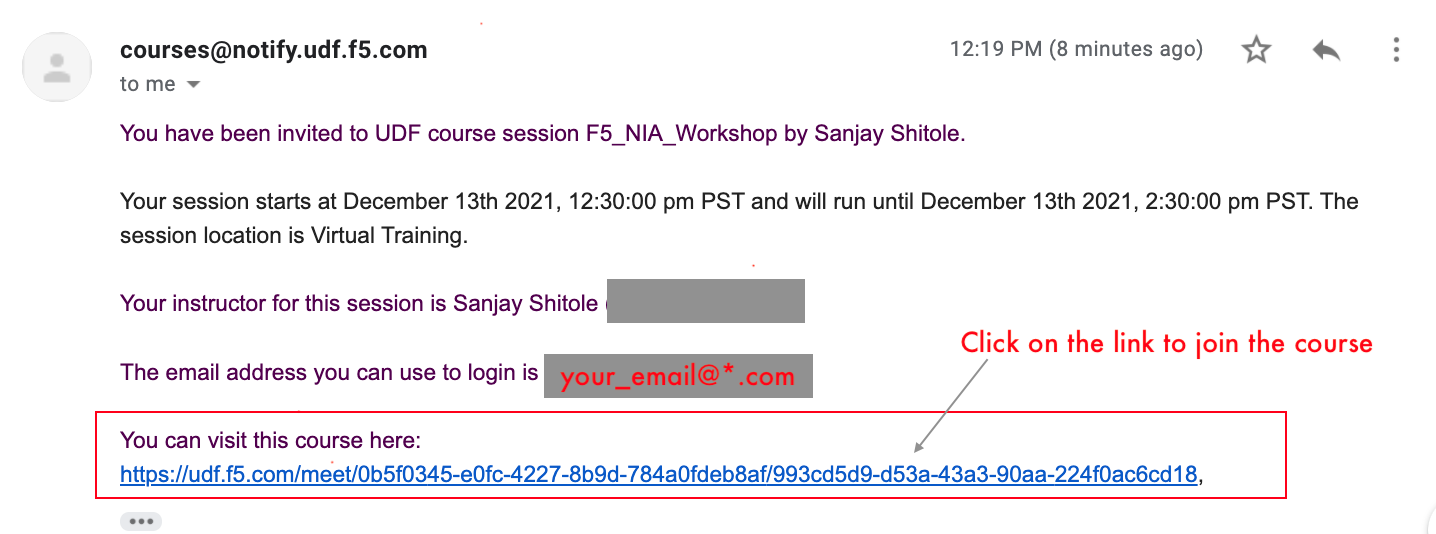 courses@notify.udf.f5.com
12:19 PM (8 minutes ago)
to me
You have been invited to UDF course session F5_NIA_Workshop by Sanjay Shitole.
Your session starts at December 13th 2021, 12:30:00 pm PST and will run until December 13th 2021, 2:30:00 pm PST. The
session location is Virtual Training.
Your instructor for this session is Sanjay Shitole
Click on the link to join the course
The email address you can use to login is your_email@*.com
You can visit this course here:
https://udf.f5.com/meet/0b5f0345-e0fc-4227-8b9d-784a0fdeb8af/993cd5d9-d53a-43a3-90aa-224f0ac6cd18,